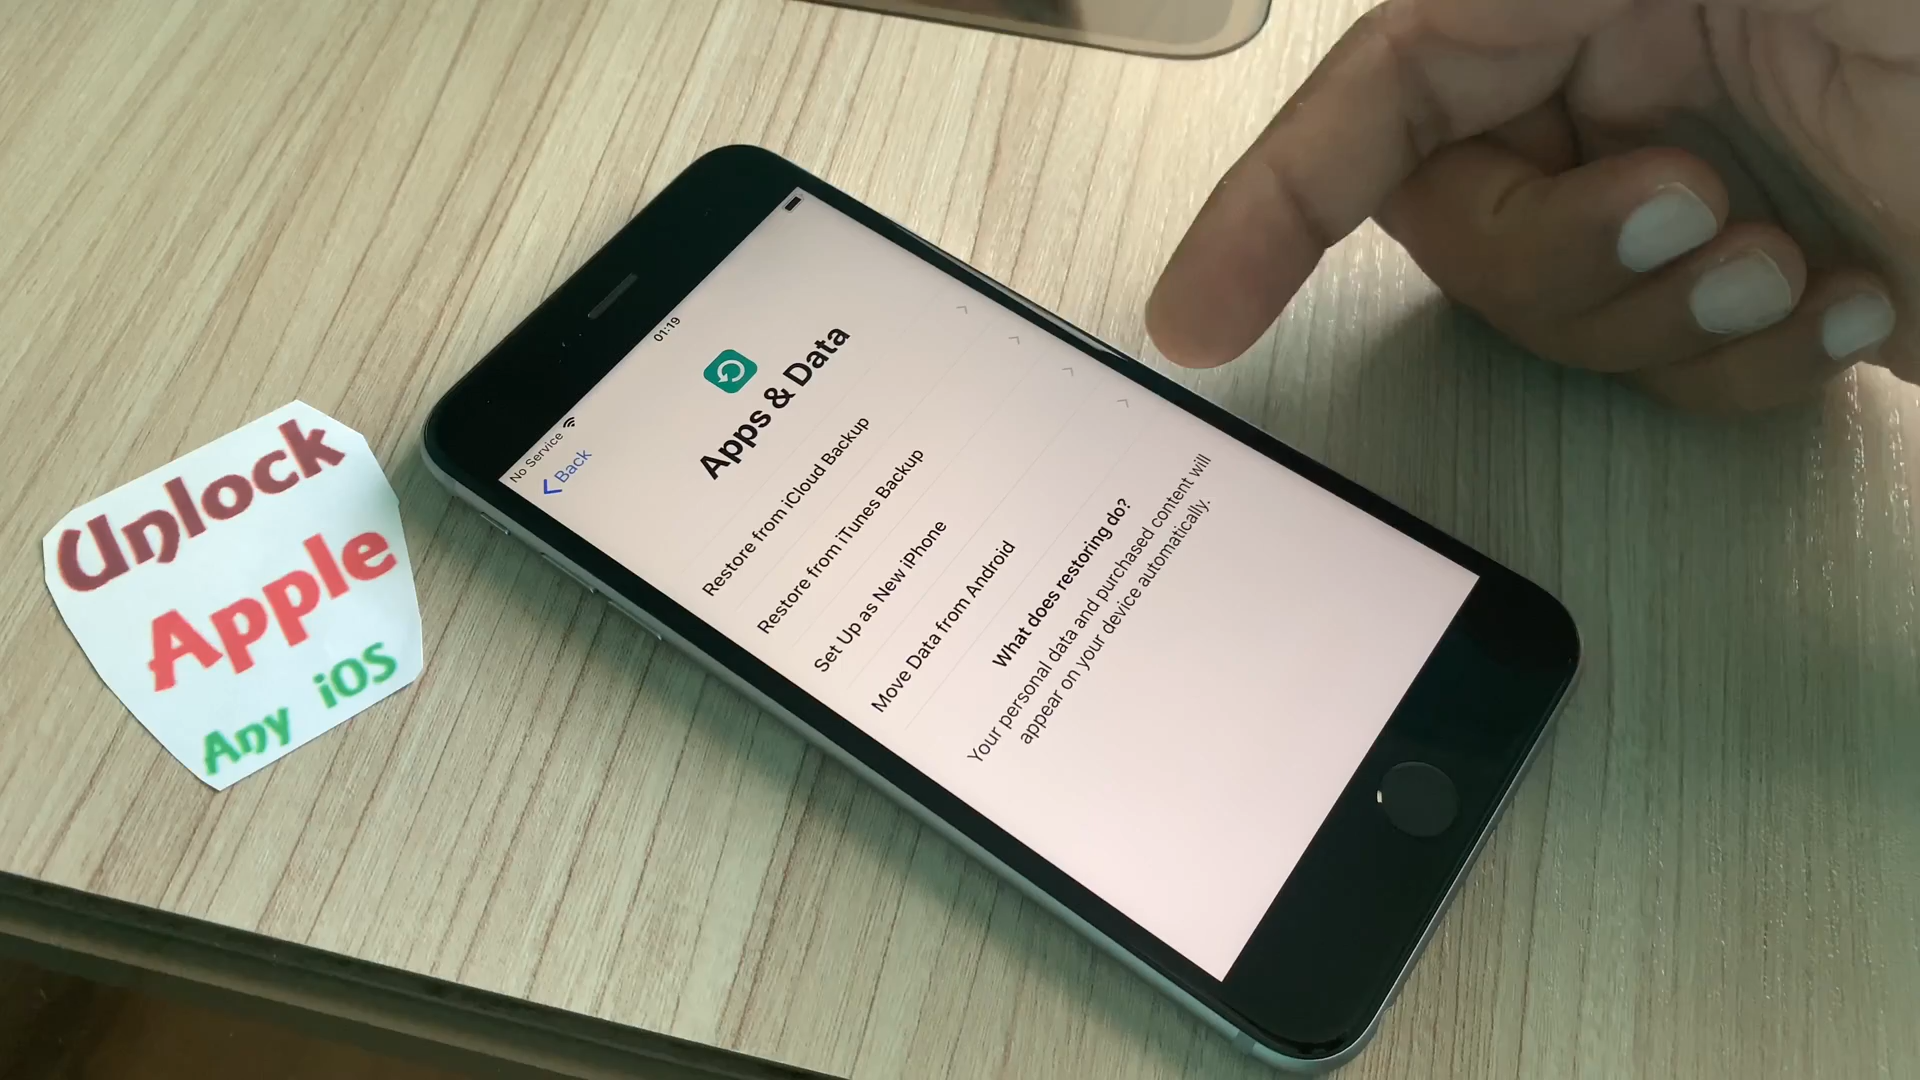 Unlock
Apple
Any iOS
No Service
01:19
Back
Apps & Data
Restore from iCloud Backup
Restore from iTunes Backup
Set Up as New iPhone
Move Data from Android
What does restoring do?
Your personal data and purchased content will
appear on your device automatically.